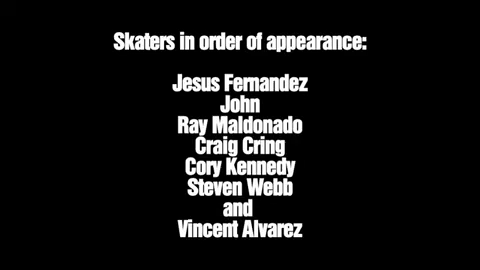 Skaters in order of appearance:
Jesus Fernandez
John
Ray Maldonado
Craig Cring
Cory Kennedy
Steven Webb
and
Vincent Alvarez